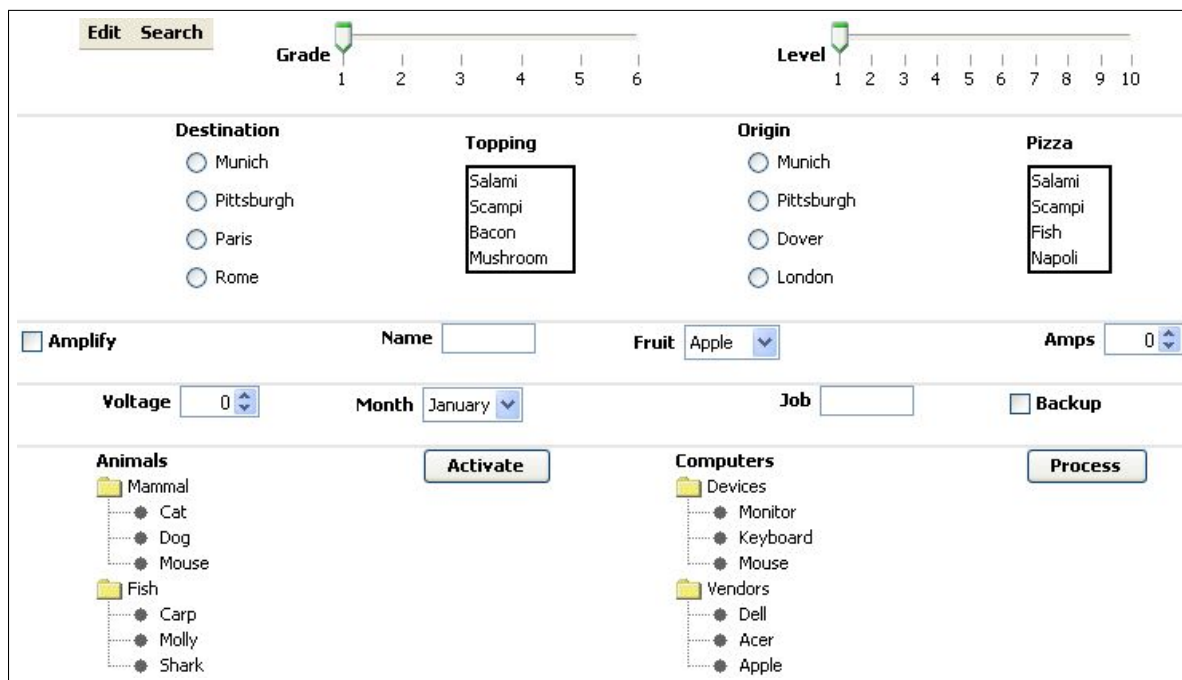 Edit Search
Grade
1 2 3 4 5 6
Level
1 2 3 4 5 6 7 8 9 10
Destination
Munich
Pittsburgh
Paris
Rome
Topping
Salami
Scampi
Bacon
Mushroom
Origin
Munich
Pittsburgh
Dover
London
Pizza
Salami
Scampi
Fish
Napoli
Amplify
Name
Fruit Apple
Amps 0
Voltage 0
Month January
Job
Backup
Animals
Mammal
Cat
Dog
Mouse
Fish
Carp
Molly
Shark
Activate
Computers
Devices
Monitor
Keyboard
Mouse
Vendors
Dell
Acer
Apple
Process